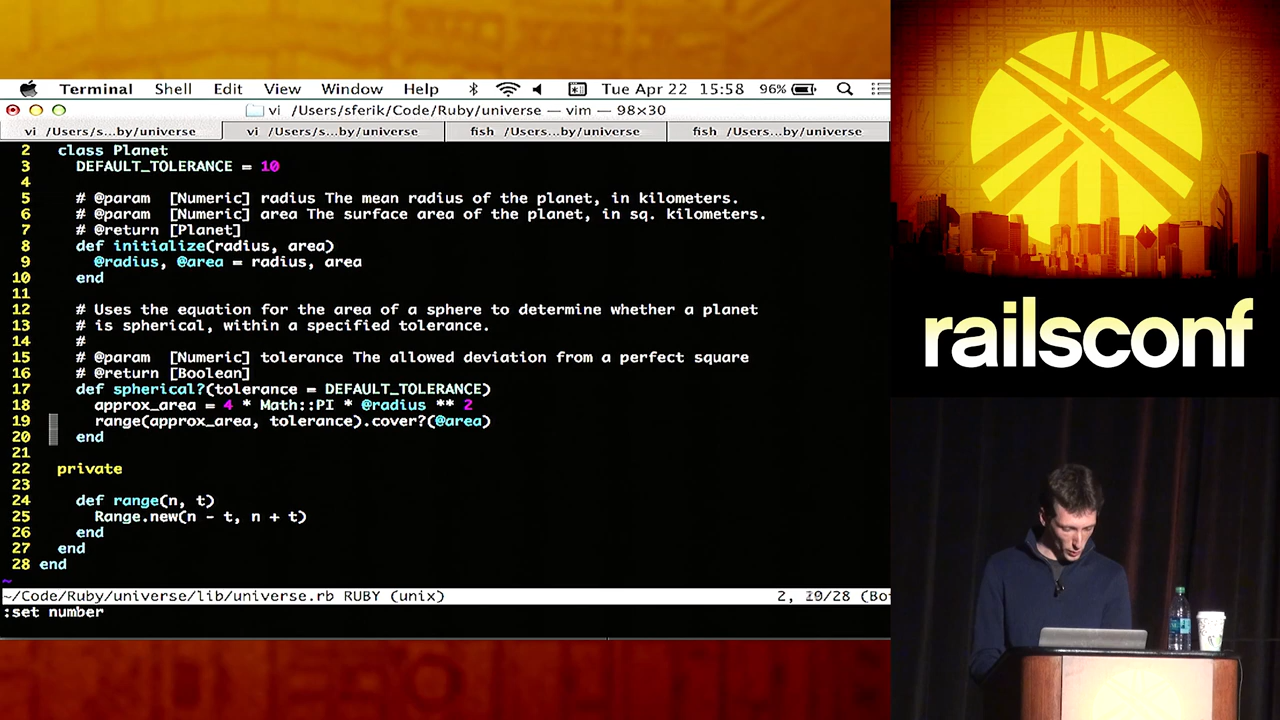 Terminal Shell Edit View Window Help Tue Apr 22 15:58 96%
vi /Users/sferik/Code/Ruby/universe — vim — 98×30
vi /Users/s...by/universe vi /Users/s...by/universe fish /Users...by/universe fish /Users...by/universe
2 class Planet
3 DEFAULT_TOLERANCE = 10
4
5 # @param [Numeric] radius The mean radius of the planet, in kilometers.
6 # @param [Numeric] area The surface area of the planet, in sq. kilometers.
7 # @return [Planet]
8 def initialize(radius, area)
9 @radius, @area = radius, area
10 end
11
12 # Uses the equation for the area of a sphere to determine whether a planet
13 # is spherical, within a specified tolerance.
14 #
15 # @param [Numeric] tolerance The allowed deviation from a perfect square
16 # @return [Boolean]
17 def spherical?(tolerance = DEFAULT_TOLERANCE)
18 approx_area = 4 * Math::PI * @radius ** 2
19 range(approx_area, tolerance).cover?(@area)
20 end
21
22 private
23
24 def range(n, t)
25 Range.new(n - t, n + t)
26 end
27 end
28 end
~
~/Code/Ruby/universe/lib/universe.rb RUBY (unix) 2, 20/28 (Bo
:set number
railsconf